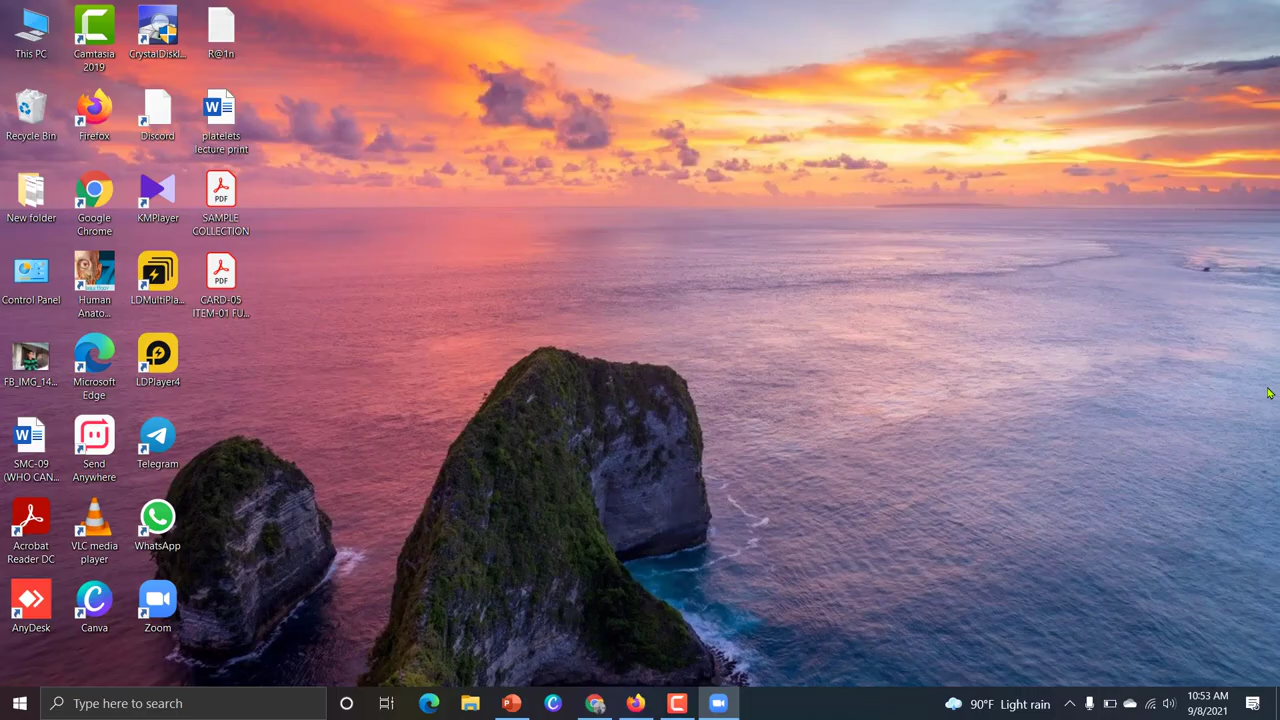 This PC
Camtasia
2019
CrystalDiskI...
R@1n
Recycle Bin
Firefox
Discord
platelets
lecture print
New folder
Google
Chrome
KMPlayer
PDF
SAMPLE
COLLECTION
Control Panel
Human
Anato...
LDMultiPla...
PDF
CARD-05
ITEM-01 FU...
FB_IMG_14...
Microsoft
Edge
LDPlayer4
SMC-09
(WHO CAN...
Send
Anywhere
Telegram
Acrobat
Reader DC
VLC media
player
WhatsApp
AnyDesk
Canva
Zoom
Type here to search
90°F Light rain
10:53 AM
9/8/2021